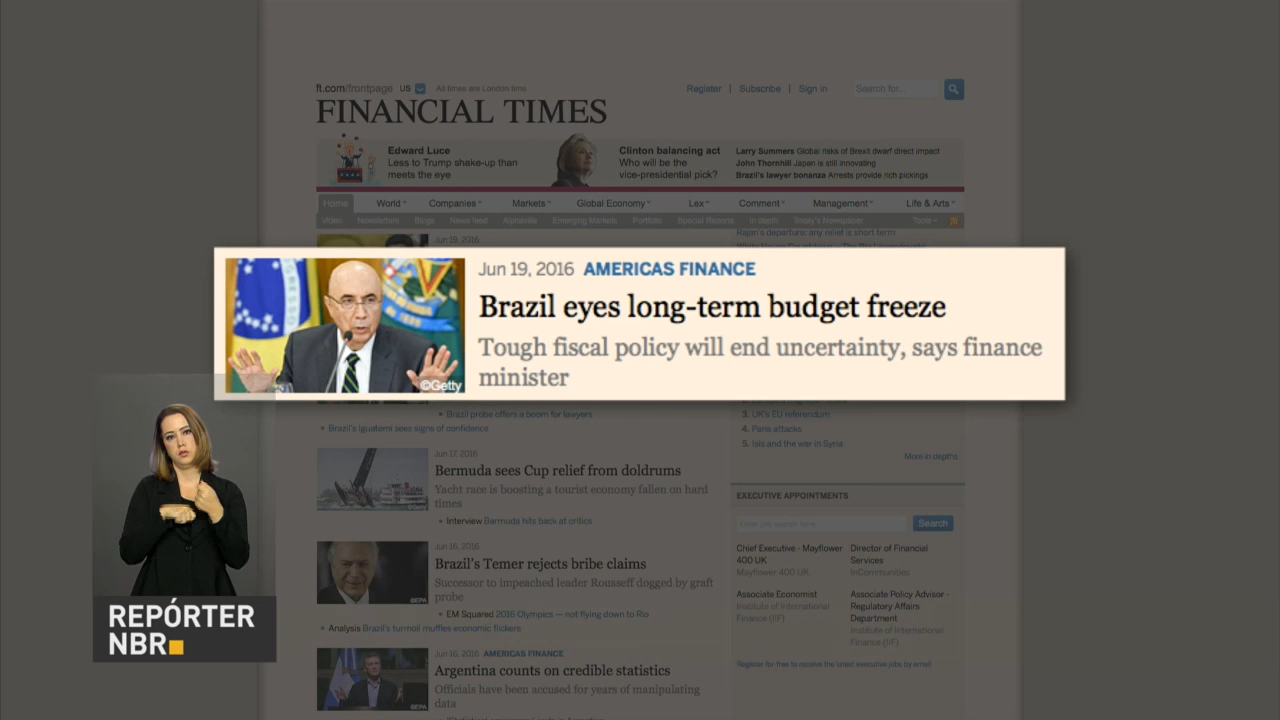 ft.com/frontpage US All times are London time
Register | Subscribe | Sign in
Search for...
FINANCIAL TIMES
Edward Luce
Less to Trump shake-up than
meets the eye
Clinton balancing act
Who will be the
vice-presidential pick?
Larry Summers Global risks of Brexit dwarf direct impact
John Thornhill Japan is still innovating
Brazil's lawyer bonanza Arrests provide rich pickings
Home World Companies Markets Global Economy Lex Comment Management Life & Arts
Video Newsletters Blogs News feed Alphaville Emerging Markets Portfolio Special Reports In depth Today's Newspaper Tools
Jun 19, 2016
Rajan's departure: any relief is short term
Jun 19, 2016 AMERICAS FINANCE
Brazil eyes long-term budget freeze
Tough fiscal policy will end uncertainty, says finance
minister
©Getty
• Brazil probe offers a boom for lawyers
• Brazil's Iguatemi sees signs of confidence
3. UK's EU referendum
4. Paris attacks
5. Isis and the war in Syria
More in depths
Jun 17, 2016
Bermuda sees Cup relief from doldrums
Yacht race is boosting a tourist economy fallen on hard
times
• Interview Barmuda hits back at critics
Jun 16, 2016
Brazil's Temer rejects bribe claims
Successor to impeached leader Rousseff dogged by graft
probe
©EPA
• EM Squared 2016 Olympics — not flying down to Rio
• Analysis Brazil's turmoil muffles economic flickers
Jun 16, 2016 AMERICAS FINANCE
Argentina counts on credible statistics
Officials have been accused for years of manipulating
data
©EPA
EXECUTIVE APPOINTMENTS
Enter job search here
Search
Chief Executive - Mayflower
400 UK
Mayflower 400 UK
Director of Financial
Services
InCommunities
Associate Economist
Institute of International
Finance (IIF)
Associate Policy Advisor -
Regulatory Affairs
Department
Institute of International
Finance (IIF)
Register for free to receive the latest executive jobs by email
REPÓRTER
NBR